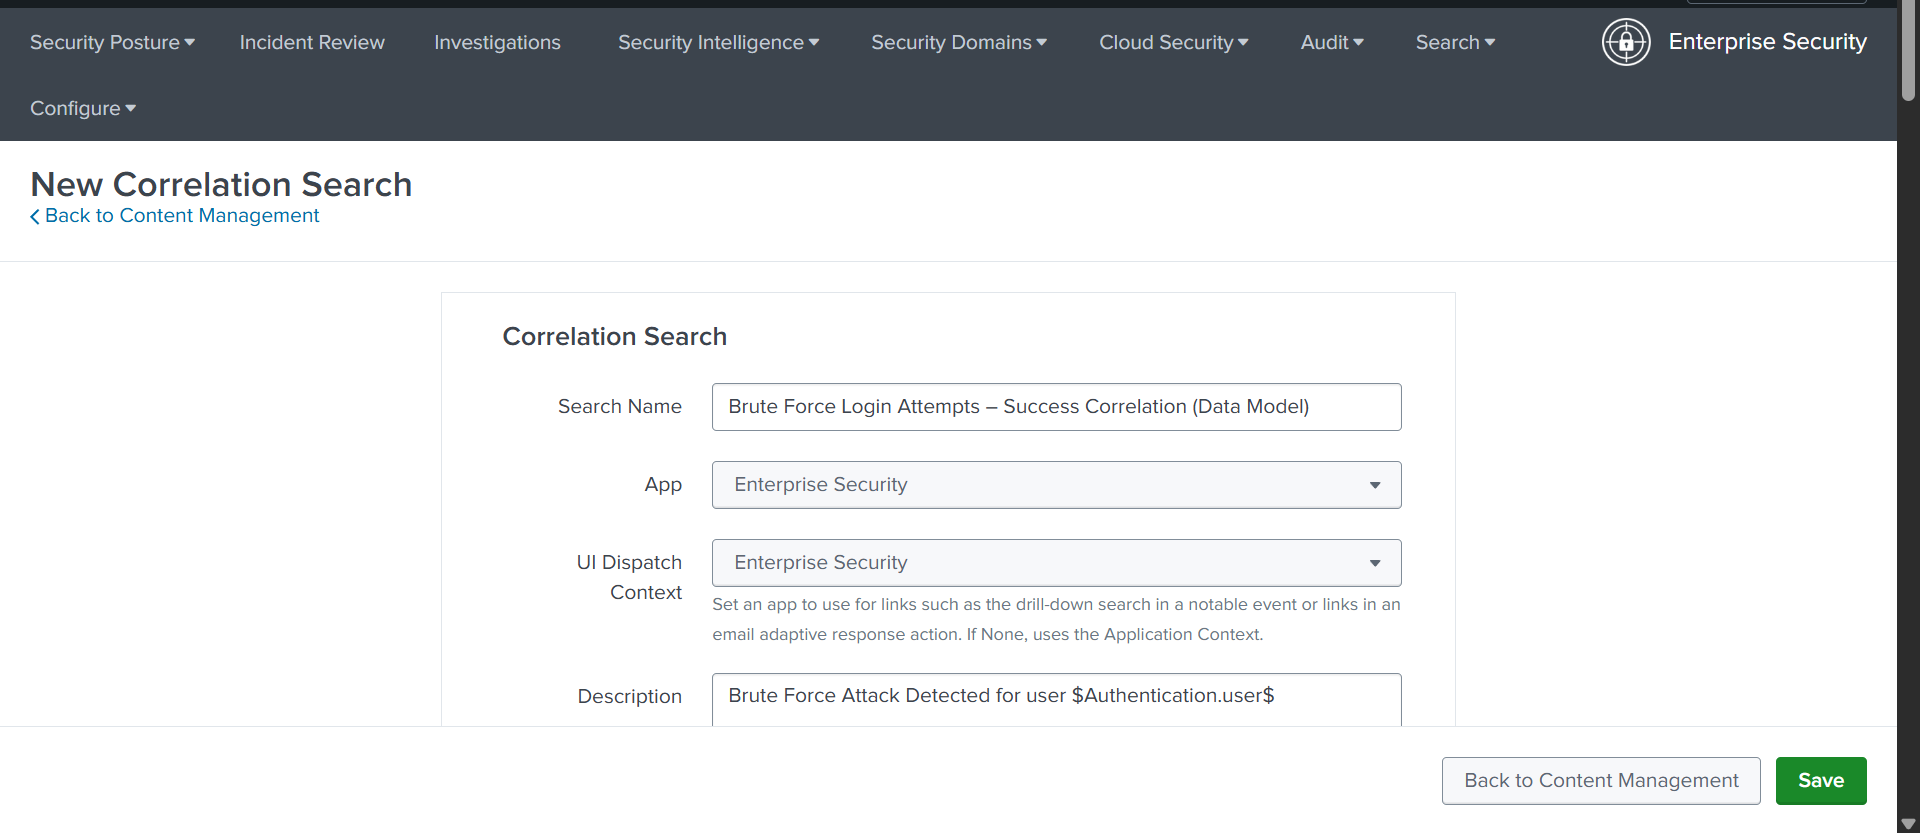 Security Posture Incident Review Investigations Security Intelligence Security Domains Cloud Security Audit Search Enterprise Security
Configure
New Correlation Search
Back to Content Management
Correlation Search
Search Name Brute Force Login Attempts – Success Correlation (Data Model)
App Enterprise Security
UI Dispatch Context Enterprise Security
Set an app to use for links such as the drill-down search in a notable event or links in an
email adaptive response action. If None, uses the Application Context.
Description Brute Force Attack Detected for user $Authentication.user$
Back to Content Management Save